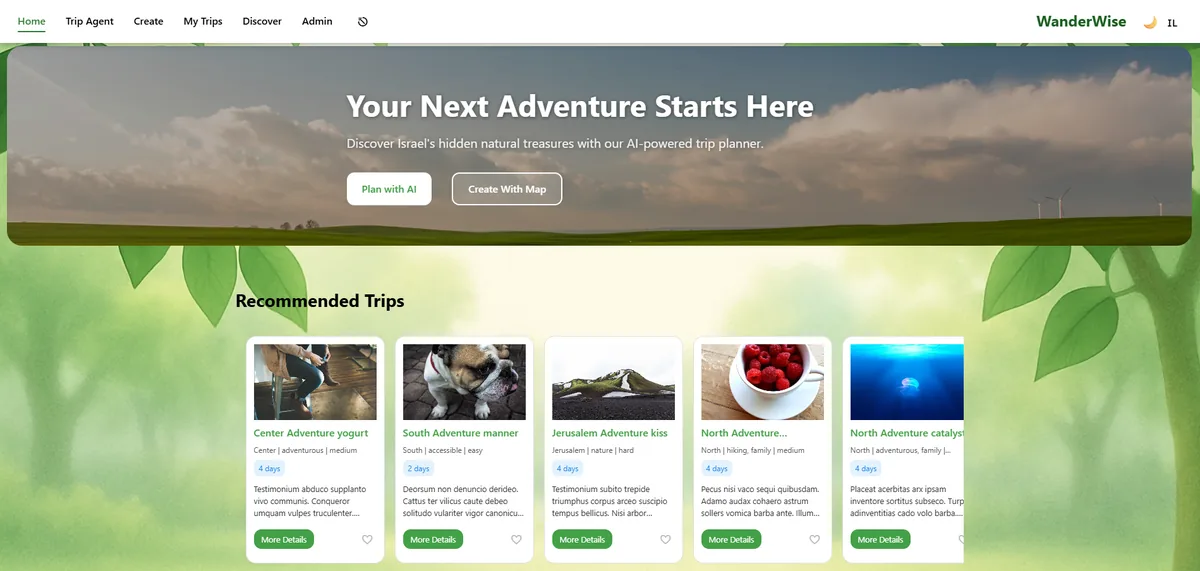 Home Trip Agent Create My Trips Discover Admin WanderWise IL
Your Next Adventure Starts Here
Discover Israel's hidden natural treasures with our AI-powered trip planner.
Plan with AI Create With Map
Recommended Trips
Center Adventure yogurt
Center | adventurous | medium
4 days
Testimonium abduco supplanto
vivo communis. Conqueror
umquam vulpes truculenter....
More Details
South Adventure manner
South | accessible | easy
2 days
Deorsum non denuncio derideo.
Cattus ter vilicus caute debeo
solitudo vulariter vigor canonicu...
More Details
Jerusalem Adventure kiss
Jerusalem | nature | hard
4 days
Testimonium subito trepide
triumphus corpus arceo suscipio
tempus bellicus. Nisi arbor...
More Details
North Adventure...
North | hiking, family | medium
4 days
Pecus nisi vaco sequi quibusdam.
Adamo audax cohaero astrum
sollers vomica barba ante. Illum...
More Details
North Adventure catalyst
North | adventurous, family |...
4 days
Placeat acerbitas arx ipsam
inventore sortitus subseco. Turp
adinventitias cado volo barba....
More Details